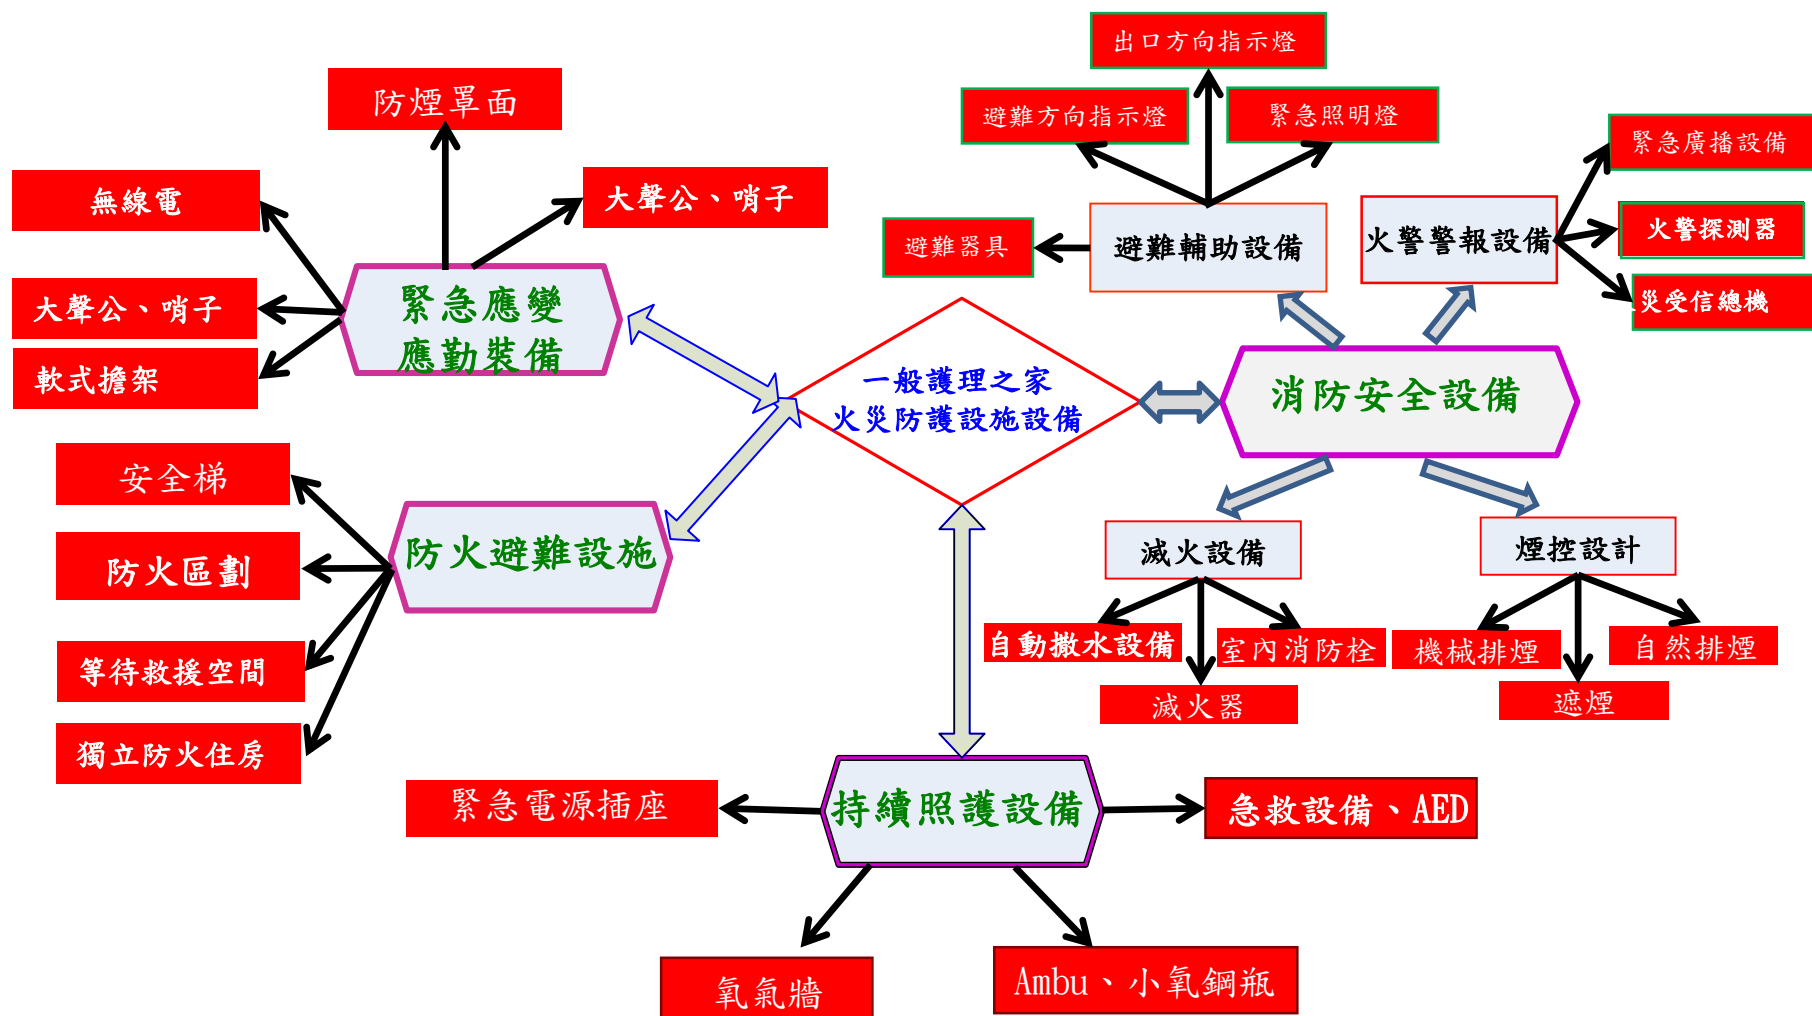 出口方向指示燈
防煙罩面
避難方向指示燈
緊急照明燈
緊急廣播設備
無線電
大聲公、哨子
火警探測器
避難器具
避難輔助設備
火警警報設備
大聲公、哨子
緊急應變
應勤裝備
災受信總機
軟式擔架
一般護理之家
火災防護設施設備
消防安全設備
安全梯
防火區劃
防火避難設施
滅火設備
煙控設計
等待救援空間
自動撒水設備
室內消防栓
機械排煙
自然排煙
滅火器
遮煙
獨立防火住房
緊急電源插座
持續照護設備
急救設備、AED
氧氣牆
Ambu、小氧鋼瓶